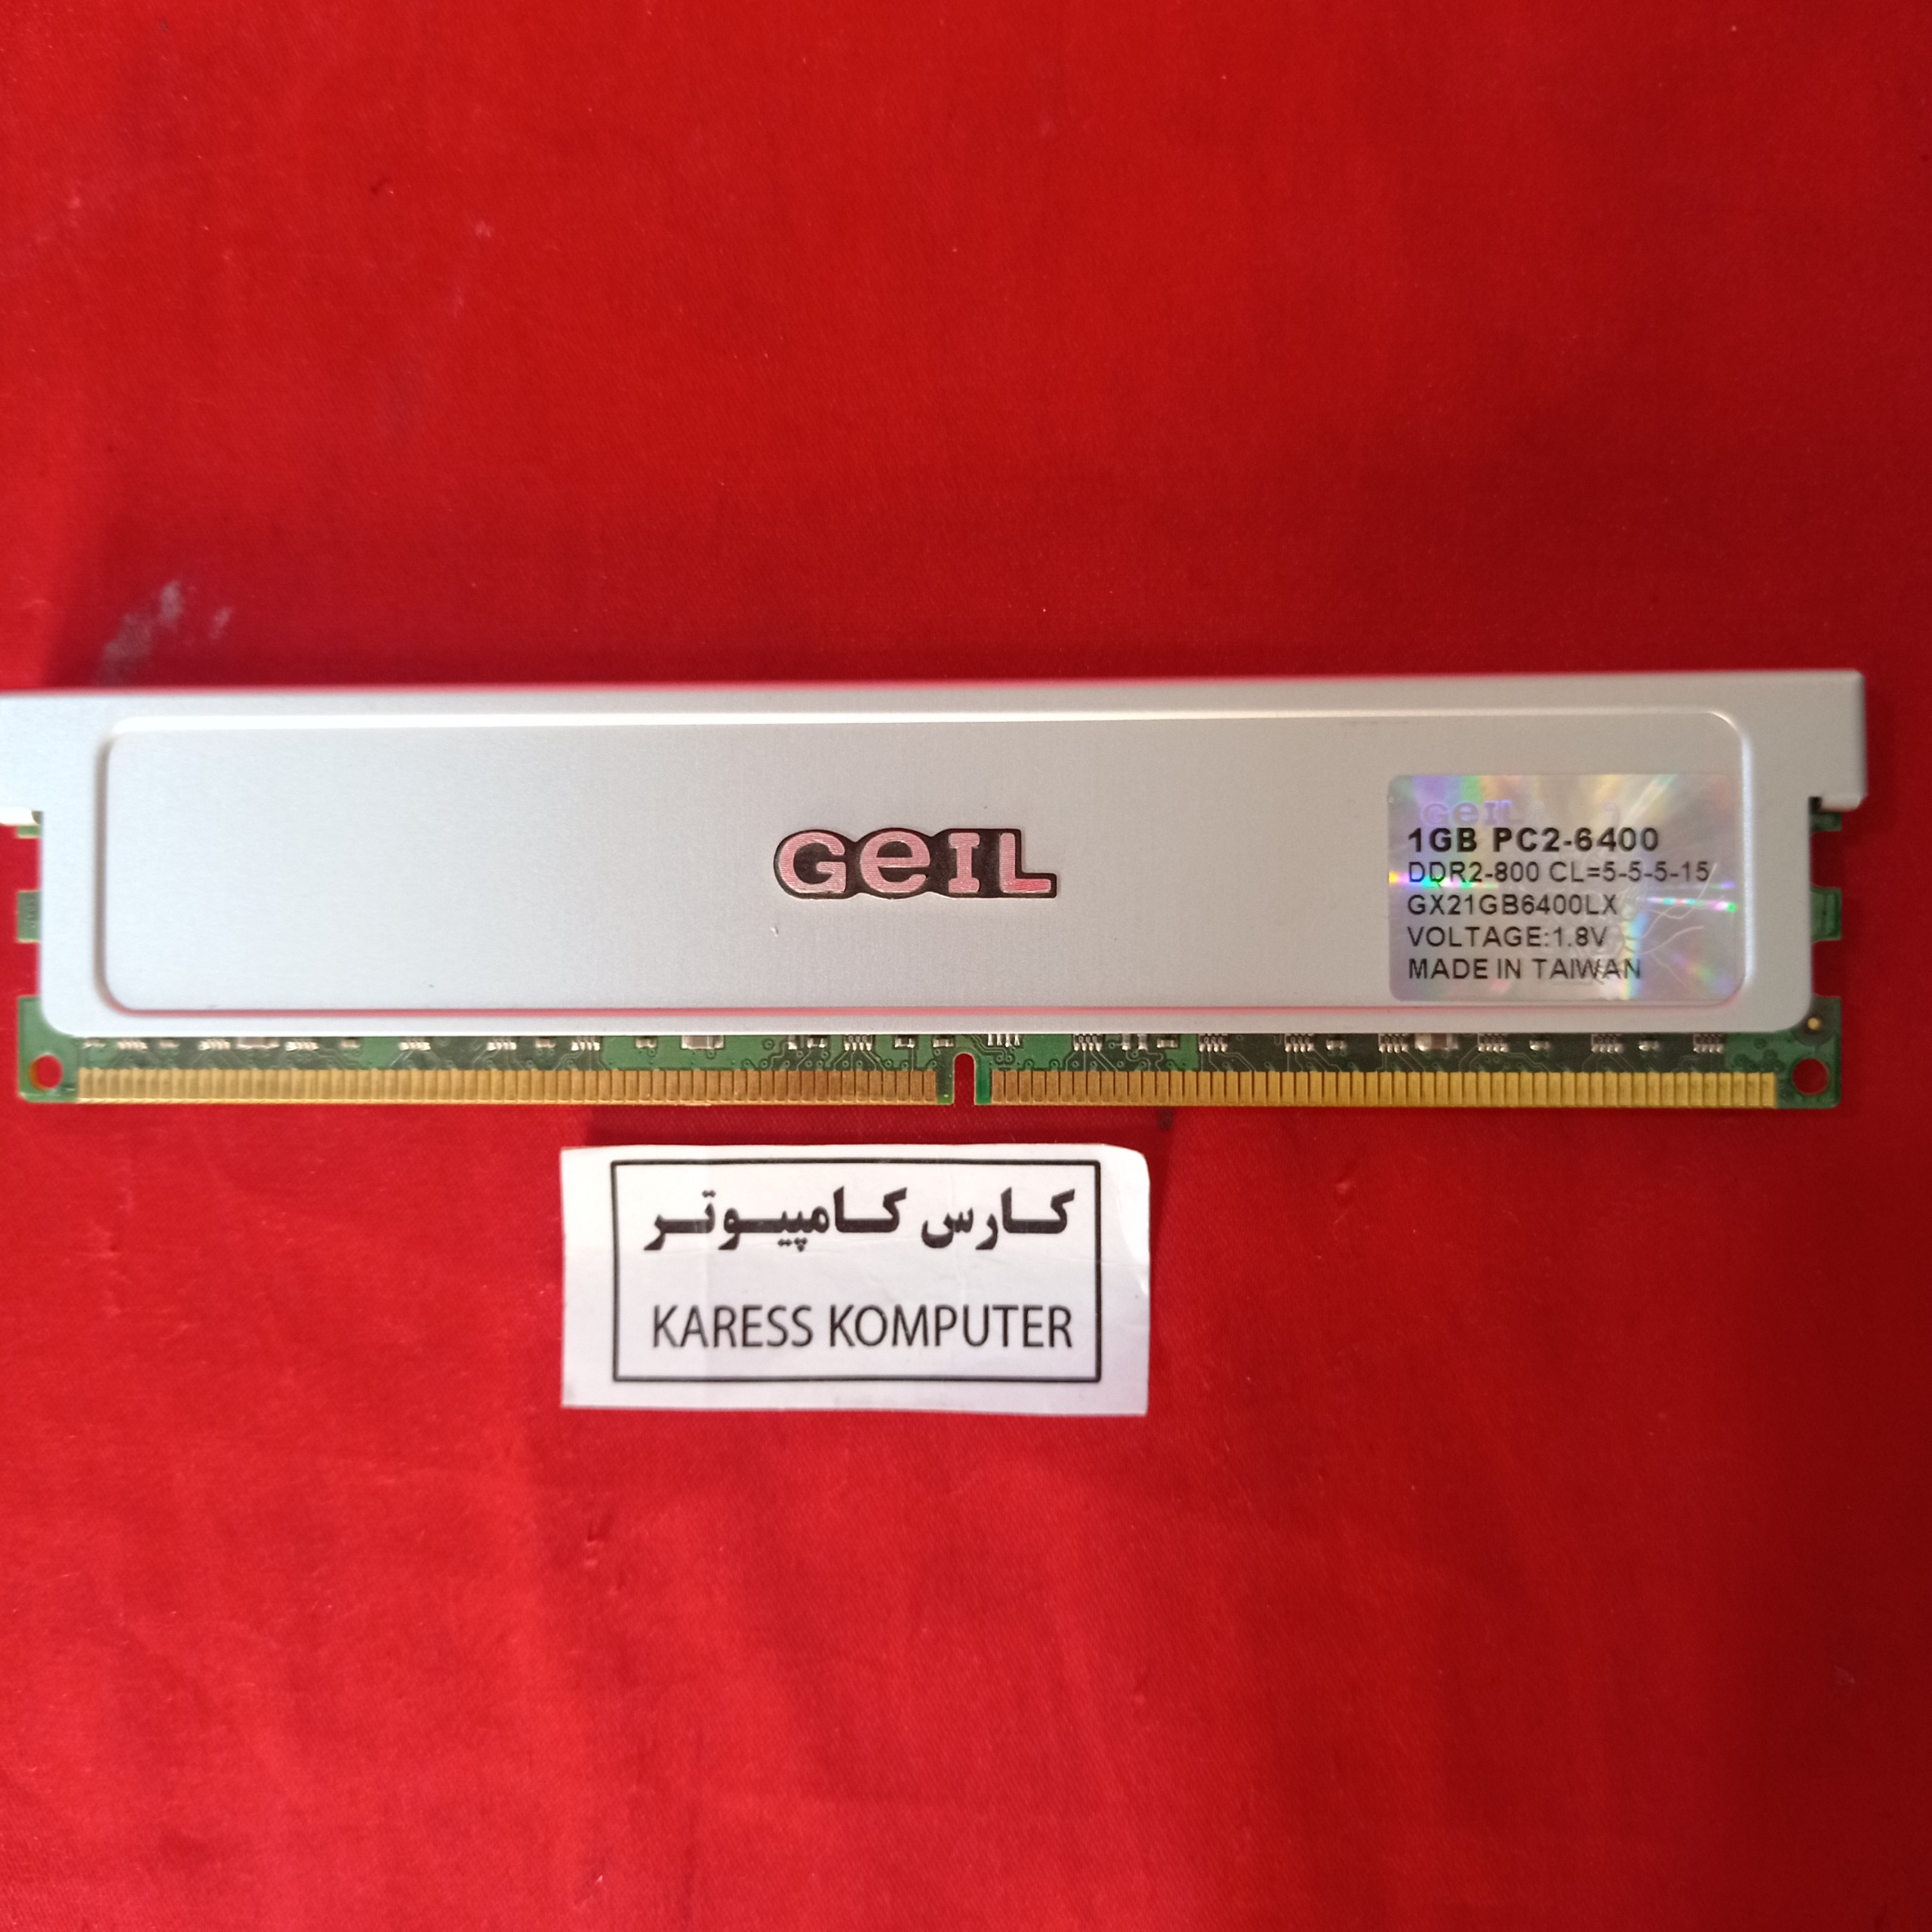 GeIL
GeIL
1GB PC2-6400
DDR2-800 CL=5-5-5-15
GX21GB6400LX
VOLTAGE:1.8V
MADE IN TAIWAN
کارس کامپیوتر
KARESS KOMPUTER